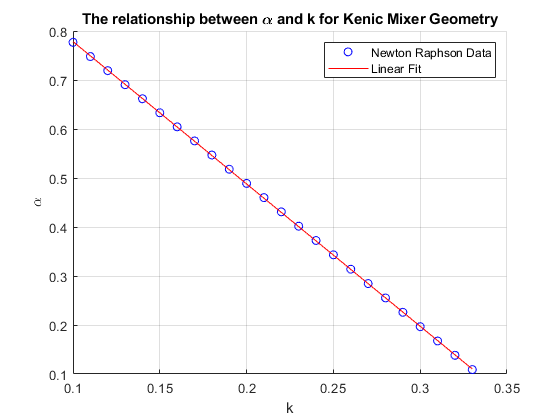 The relationship between α and k for Kenic Mixer Geometry
Newton Raphson Data
Linear Fit
0.8
0.7
0.6
0.5
0.4
0.3
0.2
0.1
α
0.1 0.15 0.2 0.25 0.3 0.35
k